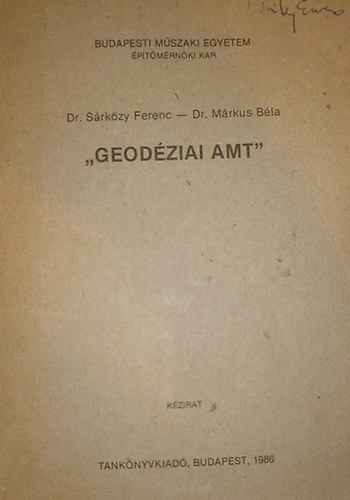 BUDAPESTI MŰSZAKI EGYETEM
ÉPÍTŐMÉRNÖKI KAR
Dr. Sárközy Ferenc — Dr. Márkus Béla
„GEODÉZIAI AMT”
KÉZIRAT
TANKÖNYVKIADÓ, BUDAPEST, 1986